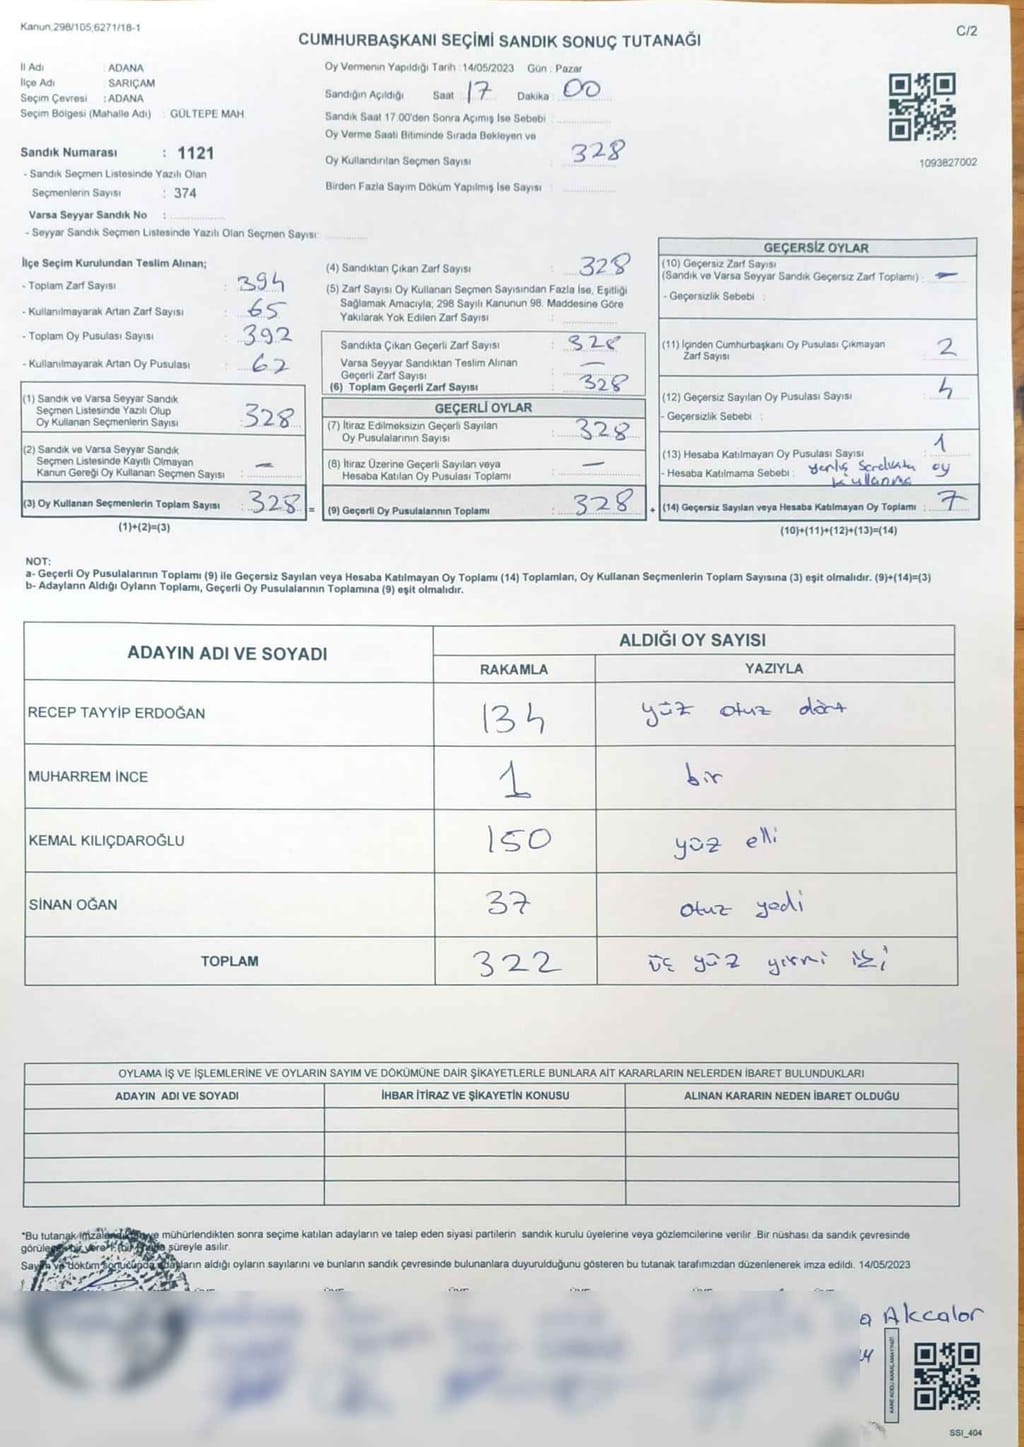 Kanun,298/105,6271/18-1
C/2
CUMHURBAŞKANI SEÇİMİ SANDIK SONUÇ TUTANAĞI
İl Adı : ADANA
İlçe Adı : SARIÇAM
Seçim Çevresi : ADANA
Seçim Bölgesi (Mahalle Adı) : GÜLTEPE MAH.
Sandık Numarası : 1121
- Sandık Seçmen Listesinde Yazılı Olan
Seçmenlerin Sayısı : 374
Varsa Seyyar Sandık No :
- Seyyar Sandık Seçmen Listesinde Yazılı Olan Seçmen Sayısı:
Oy Vermenin Yapıldığı Tarih : 14/05/2023 Gün : Pazar
Sandığın Açıldığı Saat : 17 Dakika : 00
Sandık Saat 17.00'den Sonra Açımış İse Sebebi :
Oy Verme Saati Bitiminde Sırada Bekleyen ve
Oy Kullandırılan Seçmen Sayısı : 328
Birden Fazla Sayım Döküm Yapılmış İse Sayısı :
1093827002
İlçe Seçim Kurulundan Teslim Alınan;
- Toplam Zarf Sayısı : 394
- Kullanılmayarak Artan Zarf Sayısı : 65
- Toplam Oy Pusulası Sayısı : 392
- Kullanılmayarak Artan Oy Pusulası : 62
(1) Sandık ve Varsa Seyyar Sandık
Seçmen Listesinde Yazılı Olup
Oy Kullanan Seçmenlerin Sayısı : 328
(2) Sandık ve Varsa Seyyar Sandık
Seçmen Listesinde Kayıtlı Olmayan
Kanun Gereği Oy Kullanan Seçmen Sayısı : —
(3) Oy Kullanan Seçmenlerin Toplam Sayısı : 328
(1)+(2)=(3)
(4) Sandıktan Çıkan Zarf Sayısı : 328
(5) Zarf Sayısı Oy Kullanan Seçmen Sayısından Fazla İse, Eşitliği
Sağlamak Amacıyla; 298 Sayılı Kanunun 98. Maddesine Göre
Yakılarak Yok Edilen Zarf Sayısı :
Sandıkta Çıkan Geçerli Zarf Sayısı : 328
Varsa Seyyar Sandıktan Teslim Alınan
Geçerli Zarf Sayısı : —
(6) Toplam Geçerli Zarf Sayısı : 328
GEÇERLİ OYLAR
(7) İtiraz Edilmeksizin Geçerli Sayılan
Oy Pusulalarının Sayısı : 328
(8) İtiraz Üzerine Geçerli Sayılan veya
Hesaba Katılan Oy Pusulaları Toplamı : —
= (9) Geçerli Oy Pusulalarının Toplamı : 328
GEÇERSİZ OYLAR
(10) Geçersiz Zarf Sayısı
(Sandık ve Varsa Seyyar Sandık Geçersiz Zarf Toplamı) : —
- Geçersizlik Sebebi :
(11) İçinden Cumhurbaşkanı Oy Pusulası Çıkmayan
Zarf Sayısı : 2
(12) Geçersiz Sayılan Oy Pusulası Sayısı : 4
- Geçersizlik Sebebi :
(13) Hesaba Katılmayan Oy Pusulası Sayısı : 1
- Hesaba Katılmama Sebebi : yanlış Sandıkta oy
kullanma
+ (14) Geçersiz Sayılan veya Hesaba Katılmayan Oy Toplamı : 7
(10)+(11)+(12)+(13)=(14)
NOT:
a- Geçerli Oy Pusulalarının Toplamı (9) ile Geçersiz Sayılan veya Hesaba Katılmayan Oy Toplamı (14) Toplamları, Oy Kullanan Seçmenlerin Toplam Sayısına (3) eşit olmalıdır. (9)+(14)=(3)
b- Adayların Aldığı Oyların Toplamı, Geçerli Oy Pusulalarının Toplamına (9) eşit olmalıdır.
ADAYIN ADI VE SOYADI ALDIĞI OY SAYISI
RAKAMLA YAZIYLA
RECEP TAYYİP ERDOĞAN 134 yüz otuz dört
MUHARREM İNCE 1 bir
KEMAL KILIÇDAROĞLU 150 yüz elli
SİNAN OĞAN 37 otuz yedi
TOPLAM 322 üç yüz yirmi iki
OYLAMA İŞ VE İŞLEMLERİNE VE OYLARIN SAYIM VE DÖKÜMÜNE DAİR ŞİKAYETLERLE BUNLARA AİT KARARLARIN NELERDEN İBARET BULUNDUKLARI
ADAYIN ADI VE SOYADI İHBAR İTİRAZ VE ŞİKAYETİN KONUSU ALINAN KARARIN NEDEN İBARET OLDUĞU
*Bu tutanak mühürlendikten sonra seçime katılan adayların ve talep eden siyasi partilerin sandık kurulu üyelerine veya gözlemcilerine verilir. Bir nüshası da sandık çevresinde
süreyle asılır.
döküm sonucunda adayların aldığı oyların sayılarını ve bunların sandık çevresinde bulunanlara duyurulduğunu gösteren bu tutanak tarafımızdan düzenlenerek imza edildi. 14/05/2023
Akcalor
SSI_404